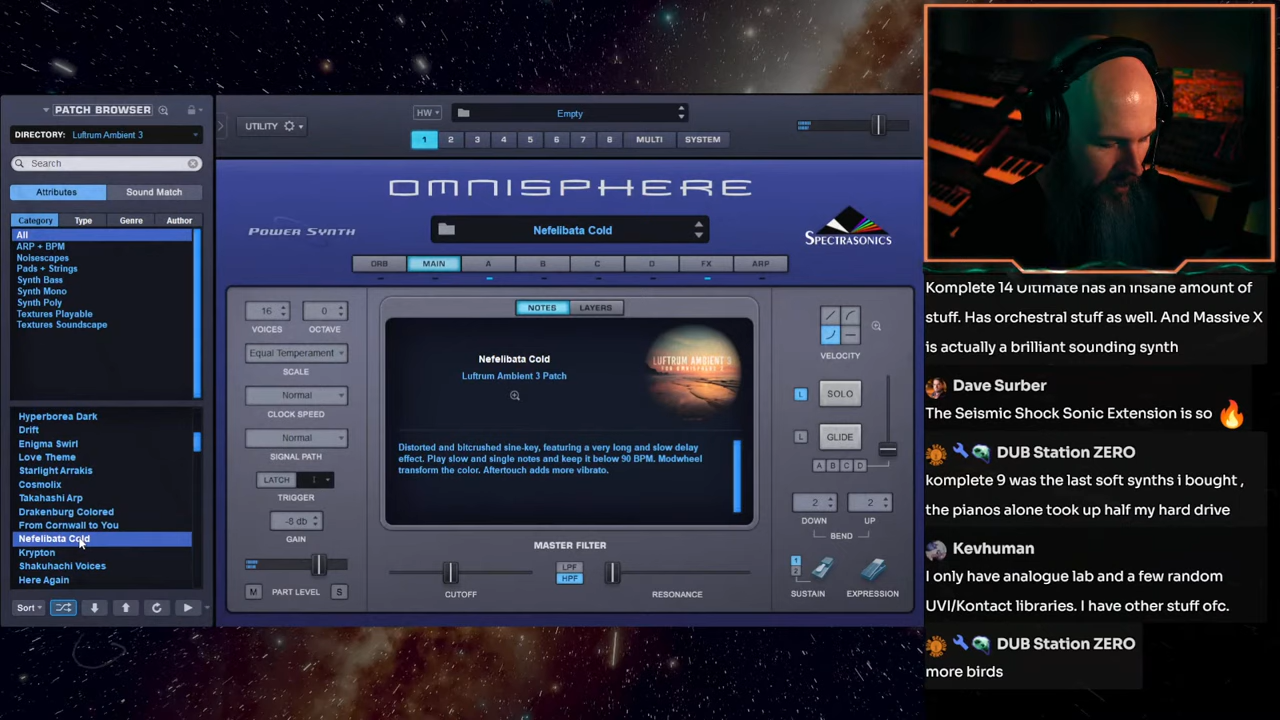 PATCH BROWSER
DIRECTORY: Luftrum Ambient 3
Search
Attributes
Sound Match
Category
Type
Genre
Author
All
ARP + BPM
Noisescapes
Pads + Strings
Synth Bass
Synth Mono
Synth Poly
Textures Playable
Textures Soundscape
Hyperborea Dark
Drift
Enigma Swirl
Love Theme
Starlight Arrakis
Cosmolix
Takahashi Arp
Drakenburg Colored
From Cornwall to You
Nefelibata Cold
Krypton
Shakuhachi Voices
Here Again
Sort
UTILITY
HW
Empty
1 2 3 4 5 6 7 8 MULTI SYSTEM
OMNISPHERE
POWER SYNTH
Nefelibata Cold
SPECTRASONICS
ORB MAIN A B C D FX ARP
16
VOICES
0
OCTAVE
Equal Temperament
SCALE
Normal
CLOCK SPEED
Normal
SIGNAL PATH
LATCH
TRIGGER
-8 db
GAIN
M PART LEVEL S
NOTES LAYERS
Nefelibata Cold
Luftrum Ambient 3 Patch
LUFTRUM AMBIENT 3
FOR OMNISPHERE 2
Distorted and bitcrushed sine-key, featuring a very long and slow delay
effect. Play slow and single notes and keep it below 90 BPM. Modwheel
transform the color. Aftertouch adds more vibrato.
MASTER FILTER
LPF
HPF
CUTOFF
RESONANCE
VELOCITY
L SOLO
L GLIDE
A B C D
2
DOWN
2
UP
BEND
1
2
SUSTAIN
EXPRESSION
Komplete 14 Ultimate has an insane amount of
stuff. Has orchestral stuff as well. And Massive X
is actually a brilliant sounding synth
Dave Surber
The Seismic Shock Sonic Extension is so 🔥
DUB Station ZERO
komplete 9 was the last soft synths i bought ,
the pianos alone took up half my hard drive
Kevhuman
I only have analogue lab and a few random
UVI/Kontact libraries. I have other stuff ofc.
DUB Station ZERO
more birds